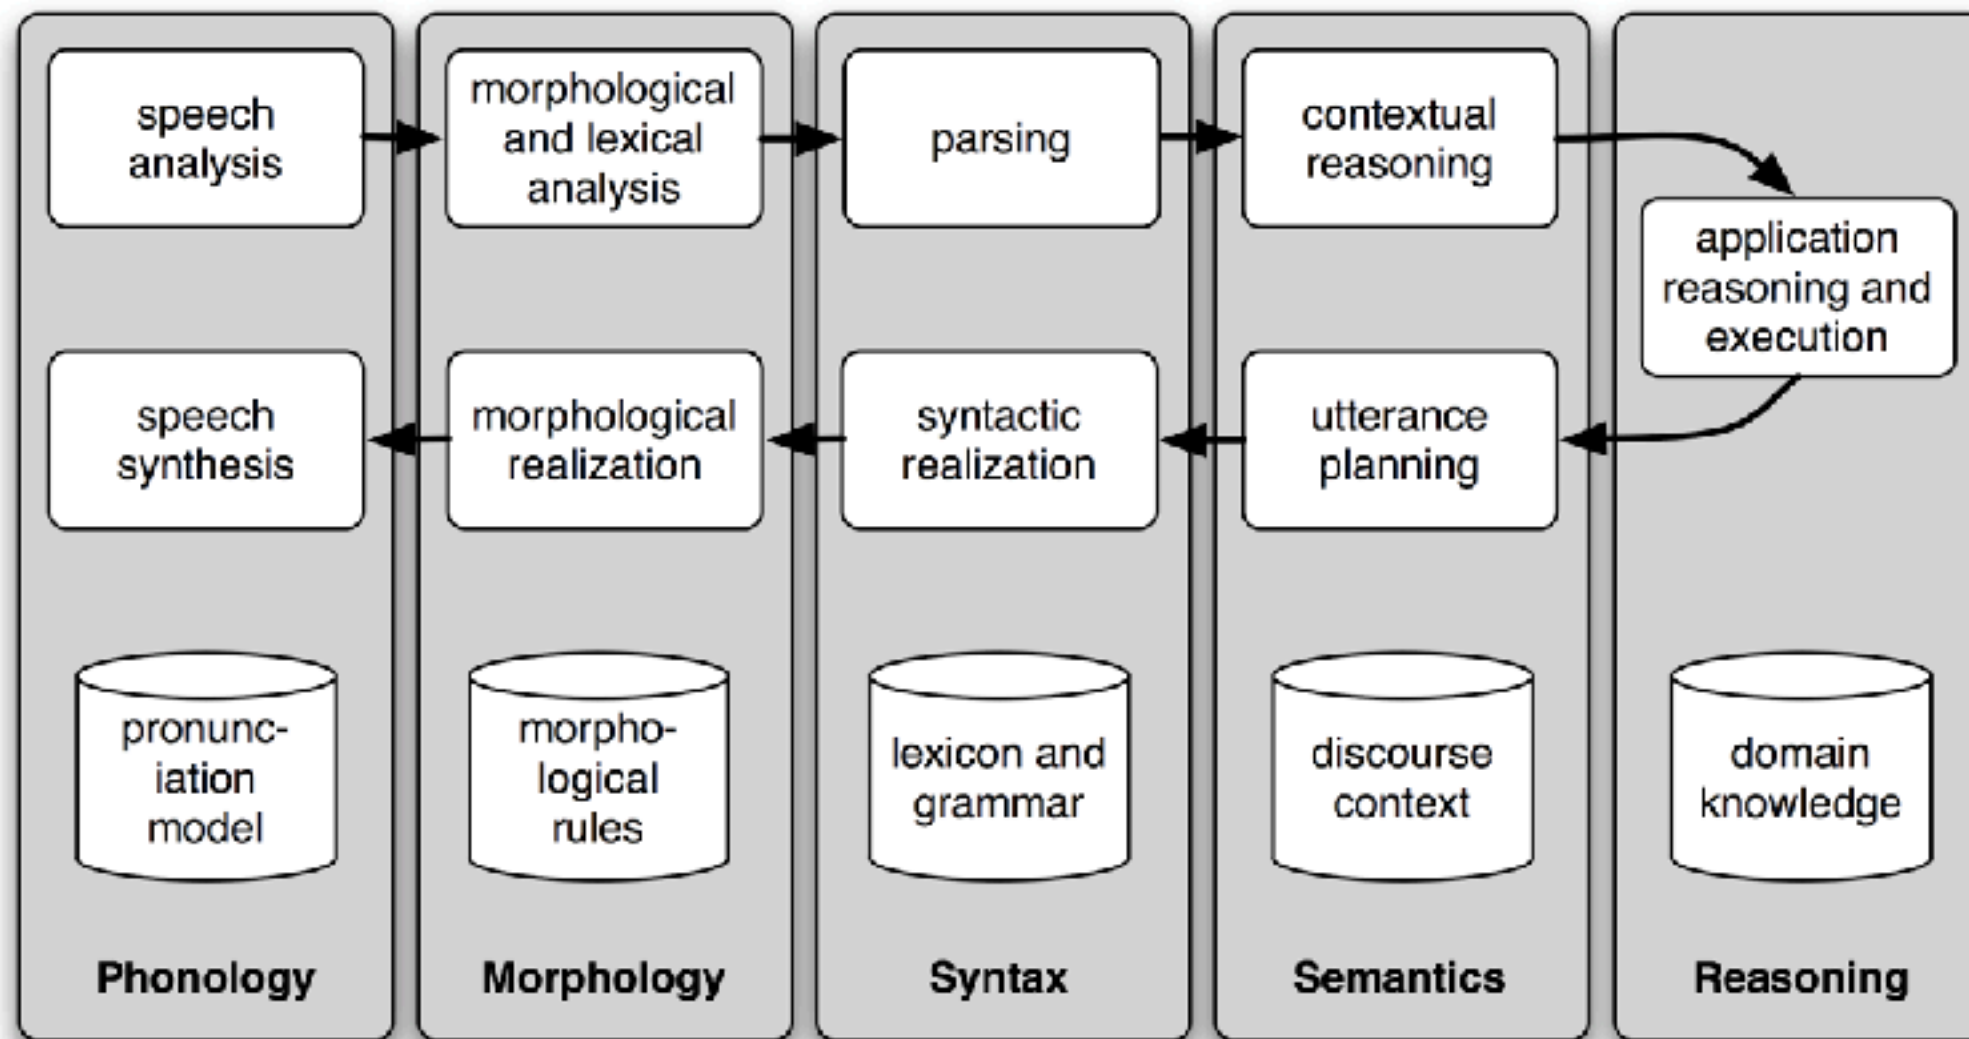 speech
analysis
morphological
and lexical
analysis
parsing
contextual
reasoning
application
reasoning and
execution
speech
synthesis
morphological
realization
syntactic
realization
utterance
planning
pronunc-
iation
model
morpho-
logical
rules
lexicon and
grammar
discourse
context
domain
knowledge
Phonology
Morphology
Syntax
Semantics
Reasoning